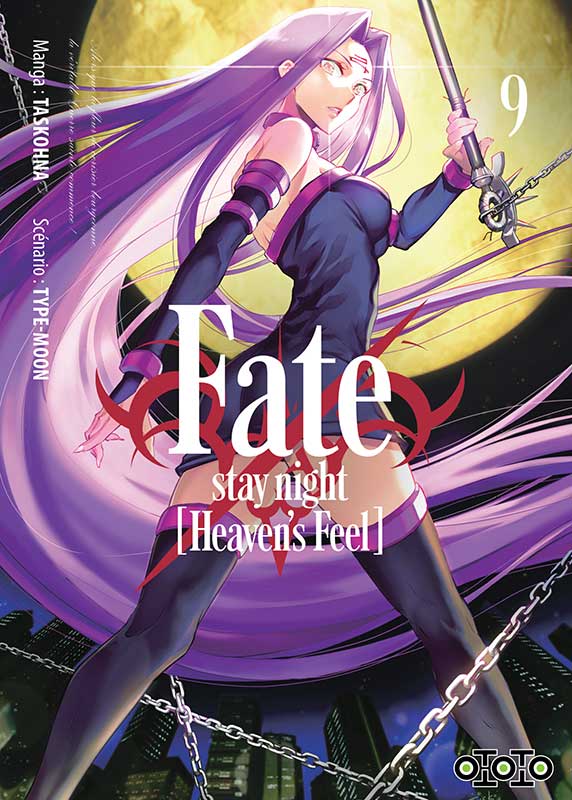 9
Manga : TASKOHNA
Scénario : TYPE-MOON
Fate
stay night
[Heaven's Feel]
OTOTO